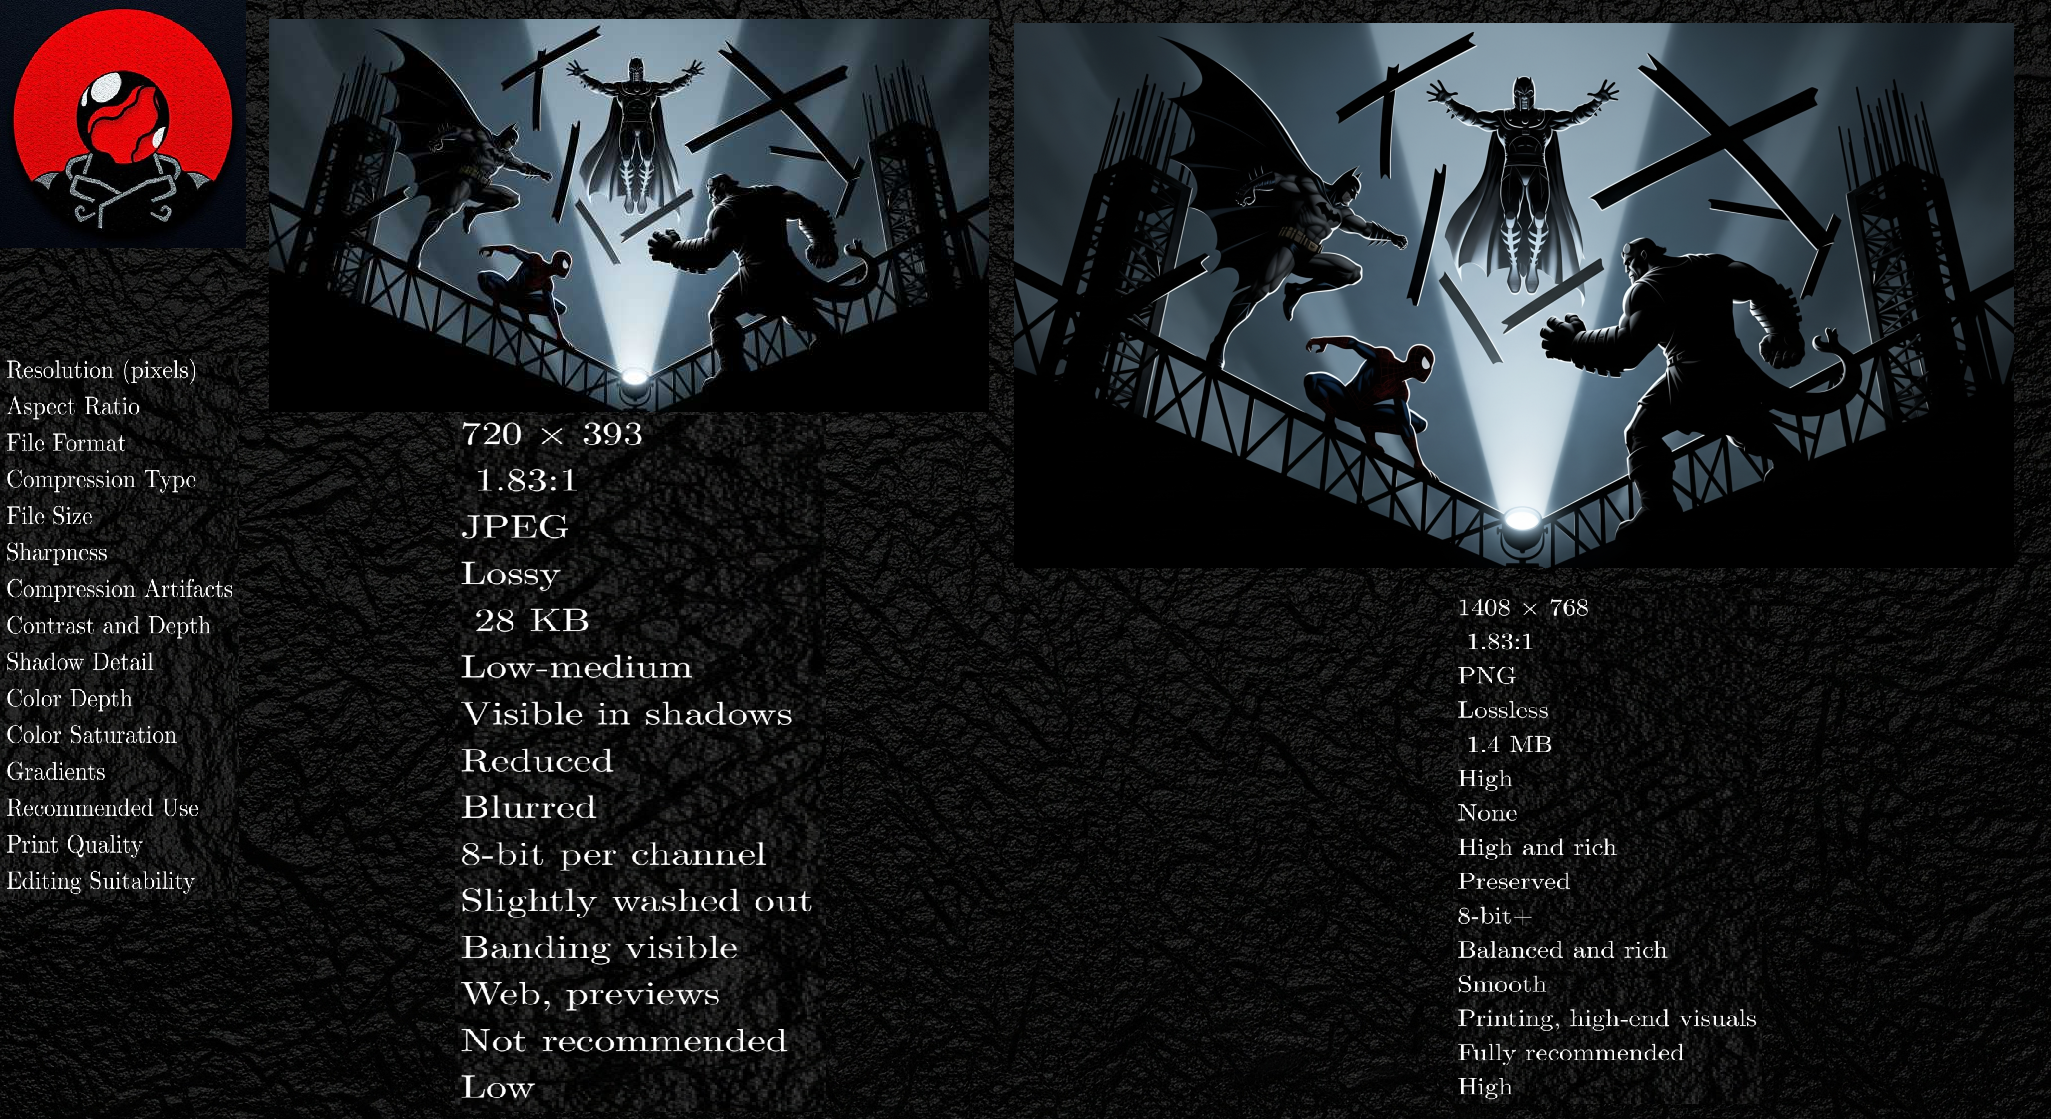 Resolution (pixels)
Aspect Ratio
File Format
Compression Type
File Size
Sharpness
Compression Artifacts
Contrast and Depth
Shadow Detail
Color Depth
Color Saturation
Gradients
Recommended Use
Print Quality
Editing Suitability
720 × 393
1.83:1
JPEG
Lossy
28 KB
Low-medium
Visible in shadows
Reduced
Blurred
8-bit per channel
Slightly washed out
Banding visible
Web, previews
Not recommended
Low
1408 × 768
1.83:1
PNG
Lossless
1.4 MB
High
None
High and rich
Preserved
8-bit+
Balanced and rich
Smooth
Printing, high-end visuals
Fully recommended
High